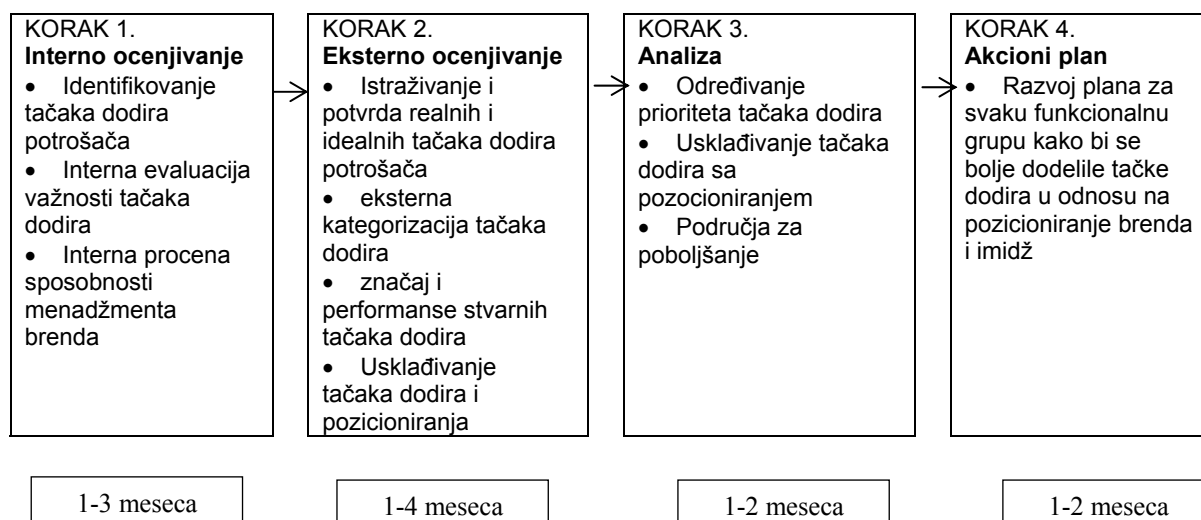 KORAK 1.
Interno ocenjivanje
• Identifikovanje
tačaka dodira
potrošača
• Interna evaluacija
važnosti tačaka
dodira
• Interna procena
sposobnosti
menadžmenta
brenda
KORAK 2.
Eksterno ocenjivanje
• Istraživanje i
potvrda realnih i
idealnih tačaka dodira
potrošača
• eksterna
kategorizacija tačaka
dodira
• značaj i
performanse stvarnih
tačaka dodira
• Usklađivanje
tačaka dodira i
pozicioniranja
KORAK 3.
Analiza
• Određivanje
prioriteta tačaka dodira
• Usklađivanje tačaka
dodira sa
pozocioniranjem
• Područja za
poboljšanje
KORAK 4.
Akcioni plan
• Razvoj plana za
svaku funkcionalnu
grupu kako bi se
bolje dodelile tačke
dodira u odnosu na
pozicioniranje brenda
i imidž
1-3 meseca
1-4 meseca
1-2 meseca
1-2 meseca